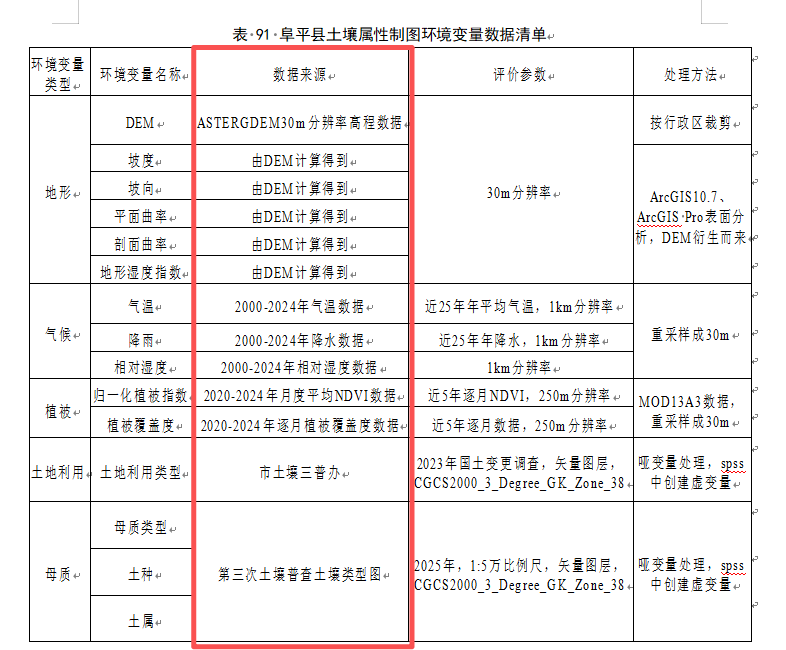 表 91 阜平县土壤属性制图环境变量数据清单
环境变量
类型
环境变量名称
数据来源
评价参数
处理方法
地形
DEM
ASTERGDEM30m分辨率高程数据
30m分辨率
按行政区裁剪
坡度
由DEM计算得到
ArcGIS10.7、
ArcGIS Pro表面分
析，DEM衍生而来
坡向
由DEM计算得到
平面曲率
由DEM计算得到
剖面曲率
由DEM计算得到
地形湿度指数
由DEM计算得到
气候
气温
2000-2024年气温数据
近25年年平均气温，1km分辨率
重采样成30m
降雨
2000-2024年降水数据
近25年年降水，1km分辨率
相对湿度
2000-2024年相对湿度数据
1km分辨率
植被
归一化植被指数
2020-2024年月度平均NDVI数据
近5年逐月NDVI，250m分辨率
MOD13A3数据，
重采样成30m
植被覆盖度
2020-2024年逐月植被覆盖度数据
近5年逐月数据，250m分辨率
土地利用
土地利用类型
市土壤三普办
2023年国土变更调查，矢量图层，
CGCS2000_3_Degree_GK_Zone_38
哑变量处理，spss
中创建虚变量
母质
母质类型
第三次土壤普查土壤类型图
2025年，1:5万比例尺，矢量图层，
CGCS2000_3_Degree_GK_Zone_38
哑变量处理，spss
中创建虚变量
土种
土属